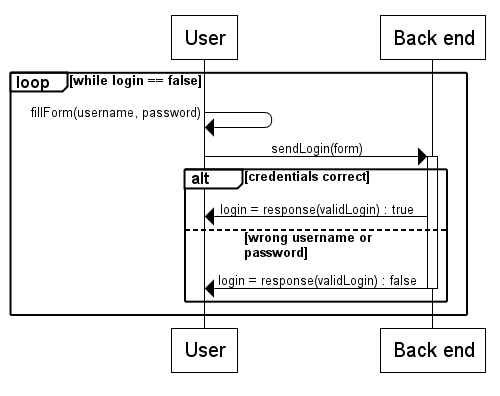 User
Back end
loop
[while login == false]
fillForm(username, password)
sendLogin(form)
alt
[credentials correct]
login = response(validLogin) : true
[wrong username or
password]
login = response(validLogin) : false
User
Back end